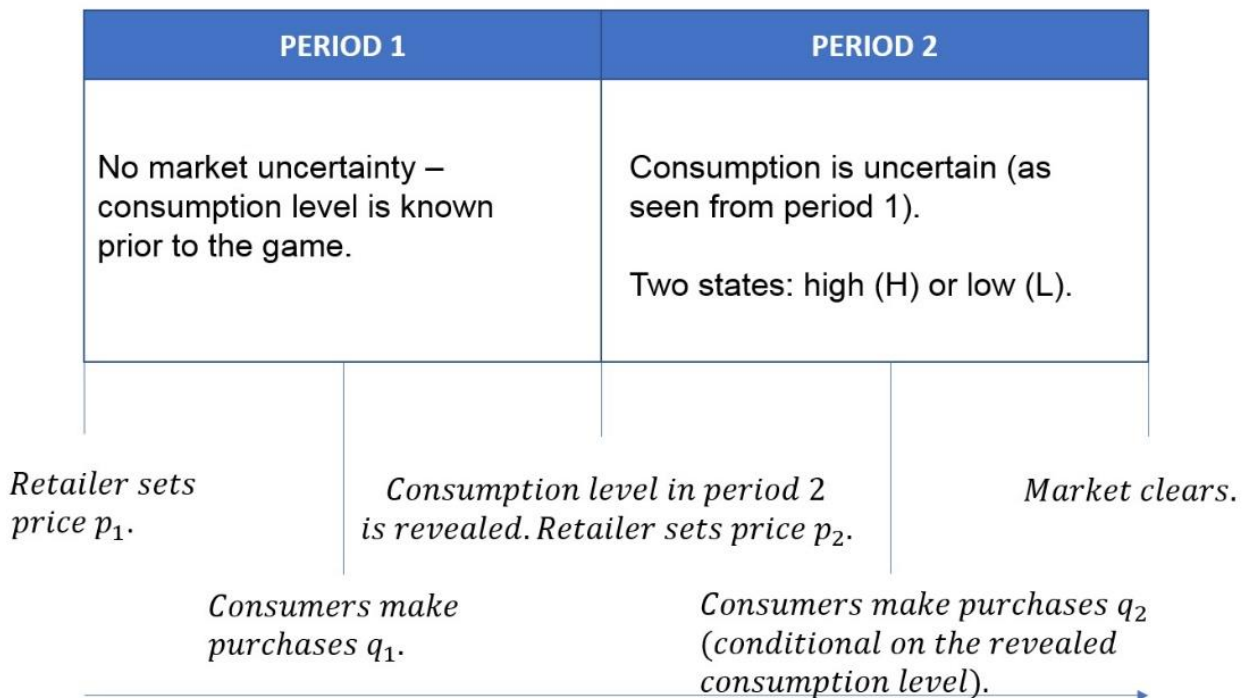 PERIOD 1
PERIOD 2
No market uncertainty –
consumption level is known
prior to the game.
Consumption is uncertain (as
seen from period 1).
Two states: high (H) or low (L).
Retailer sets
price p₁.
Consumption level in period 2
is revealed. Retailer sets price p₂.
Market clears.
Consumers make
purchases q₁.
Consumers make purchases q₂
(conditional on the revealed
consumption level).